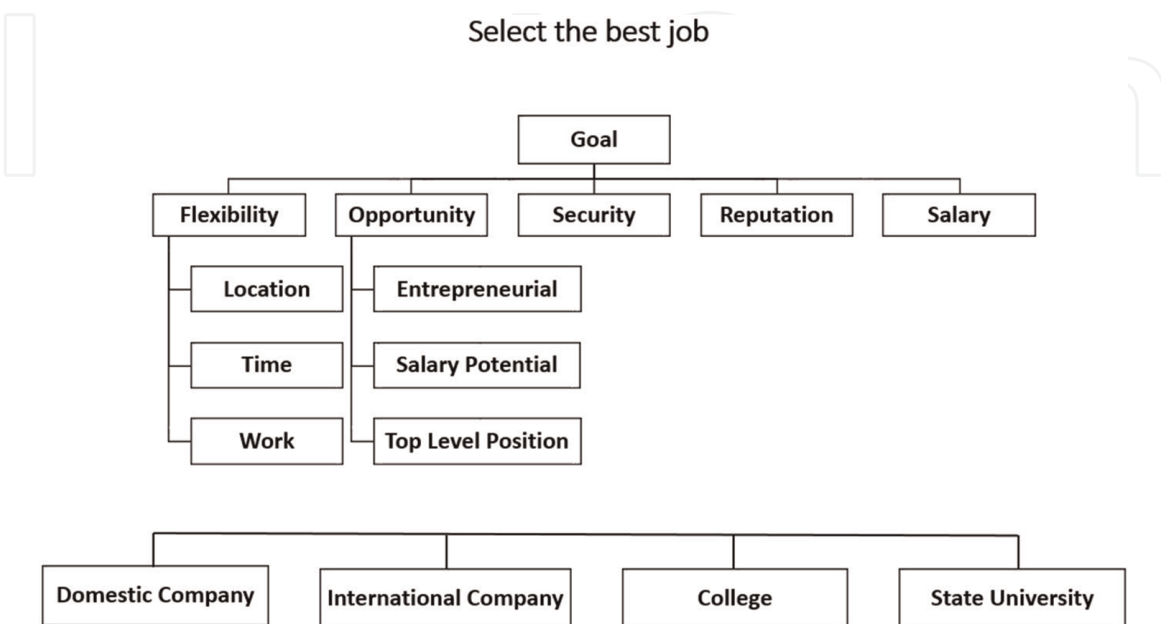 Select the best job
Goal
Flexibility
Opportunity
Security
Reputation
Salary
Location
Entrepreneurial
Time
Salary Potential
Work
Top Level Position
Domestic Company
International Company
College
State University